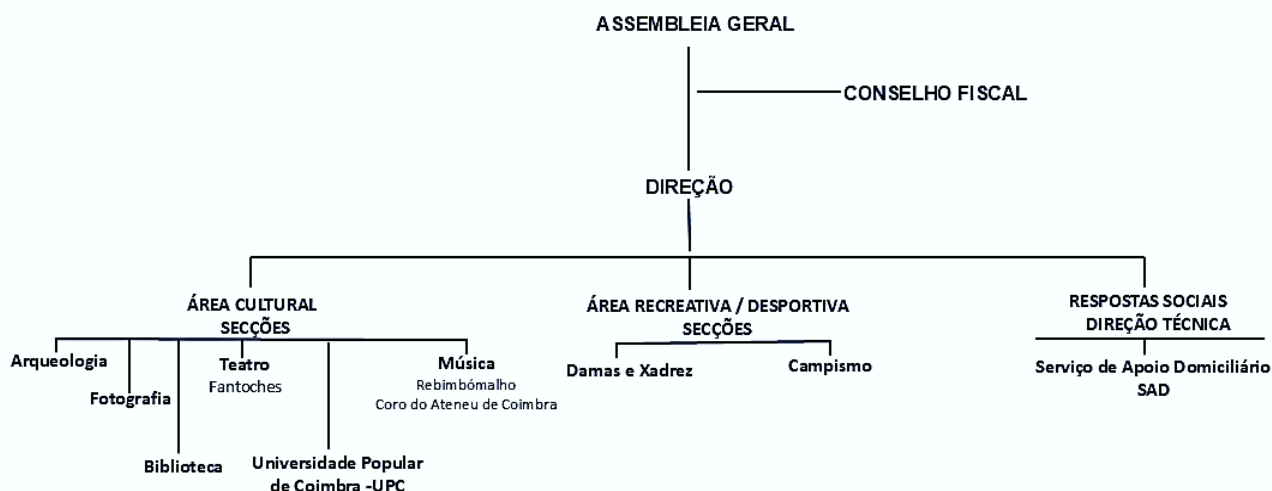 ASSEMBLEIA GERAL
CONSELHO FISCAL
DIREÇÃO
ÁREA CULTURAL
SECÇÕES
Arqueologia
Fotografia
Biblioteca
Teatro
Fantoches
Universidade Popular
de Coimbra -UPC
Música
Rebimbómalho
Coro do Ateneu de Coimbra
ÁREA RECREATIVA / DESPORTIVA
SECÇÕES
Damas e Xadrez
Campismo
RESPOSTAS SOCIAIS
DIREÇÃO TÉCNICA
Serviço de Apoio Domiciliário
SAD